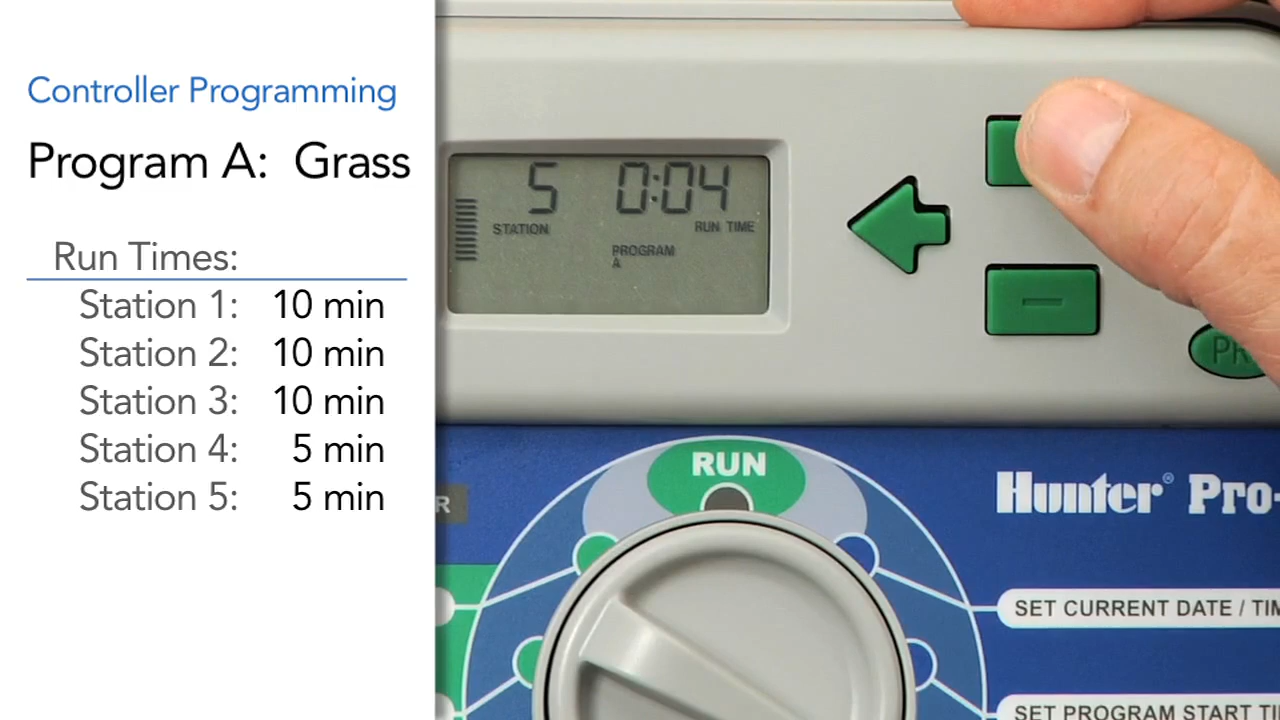 Controller Programming
Program A: Grass
Run Times:
Station 1: 10 min
Station 2: 10 min
Station 3: 10 min
Station 4: 5 min
Station 5: 5 min
5 0:04
STATION RUN TIME
PROGRAM
A
RUN
Hunter® Pro-
SET CURRENT DATE / TIM
SET PROGRAM START TI